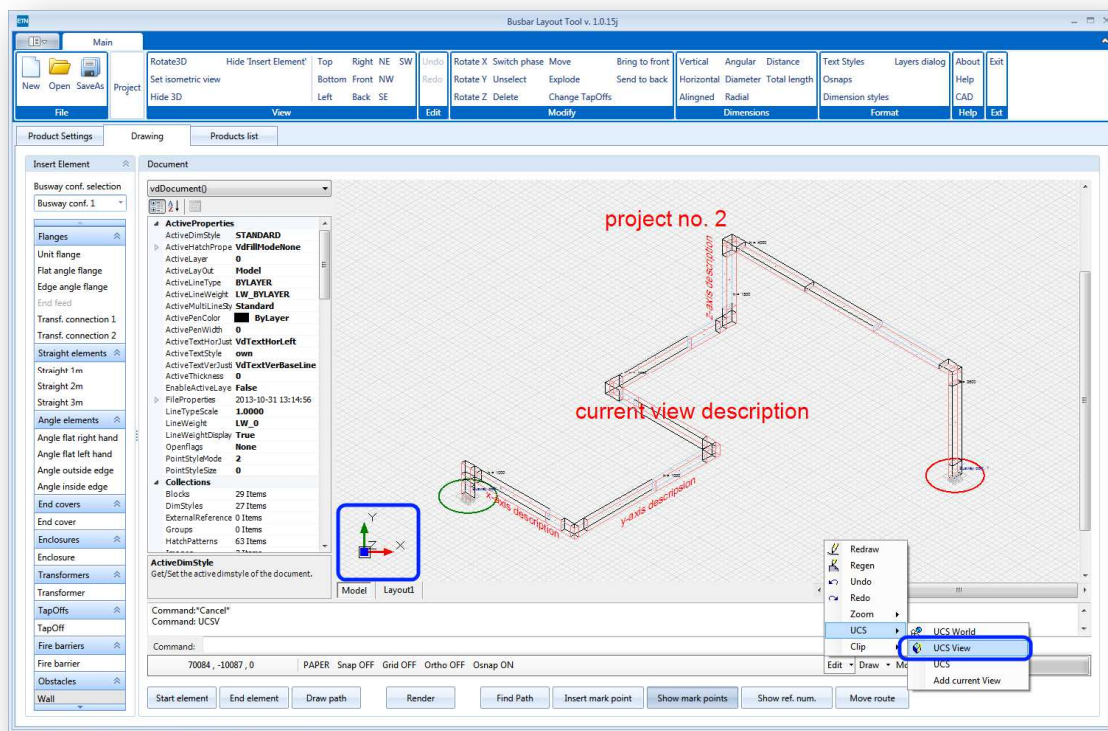 ETN
Busbar Layout Tool v. 1.0.15j
Main
New Open SaveAs
File
Project
Rotate3D Hide 'Insert Element' Top Right NE SW
Set isometric view Bottom Front NW
Hide 3D Left Back SE
View
Undo
Redo
Edit
Rotate X Switch phase Move Bring to front
Rotate Y Unselect Explode Send to back
Rotate Z Delete Change TapOffs
Modify
Vertical Angular Distance
Horizontal Diameter Total length
Alingned Radial
Dimensions
Text Styles Layers dialog
Osnaps
Dimension styles
Format
About
Help
CAD
Help
Exit
Ext
Product Settings Drawing Products list
Insert Element
Busway conf. selection
Busway conf. 1
Flanges
Unit flange
Flat angle flange
Edge angle flange
End feed
Transf. connection 1
Transf. connection 2
Straight elements
Straight 1m
Straight 2m
Straight 3m
Angle elements
Angle flat right hand
Angle flat left hand
Angle outside edge
Angle inside edge
End covers
End cover
Enclosures
Enclosure
Transformers
Transformer
TapOffs
TapOff
Fire barriers
Fire barrier
Obstacles
Wall
Document
vdDocument()
ActiveProperties
ActiveDimStyle STANDARD
ActiveHatchPrope VdFillModeNone
ActiveLayer 0
ActiveLayOut Model
ActiveLineType BYLAYER
ActiveLineWeight LW_BYLAYER
ActiveMultiLineSty Standard
ActivePenColor ByLayer
ActivePenWidth 0
ActiveTextHorJust VdTextHorLeft
ActiveTextStyle own
ActiveTextVerJusti VdTextVerBaseLine
ActiveThickness 0
EnableActiveLaye False
FileProperties 2013-10-31 13:14:56
LineTypeScale 1.0000
LineWeight LW_0
LineWeightDisplay True
Openflags None
PointStyleMode 2
PointStyleSize 0
Collections
Blocks 29 Items
DimStyles 27 Items
ExternalReference 0 Items
Groups 0 Items
HatchPatterns 63 Items
ActiveDimStyle
Get/Set the active dimstyle of the document.
project no. 2
z-axis description
current view description
x-axis description
y-axis descripsion
Y
Z X
Model Layout1
Command:"Cancel"
Command: UCSV
Command:
70084 , -10087 , 0 PAPER Snap OFF Grid OFF Ortho OFF Osnap ON
Edit Draw Mo
Redraw
Regen
Undo
Redo
Zoom
UCS
Clip
UCS World
UCS View
UCS
Add current View
Start element End element Draw path Render Find Path Insert mark point Show mark points Show ref. num. Move route